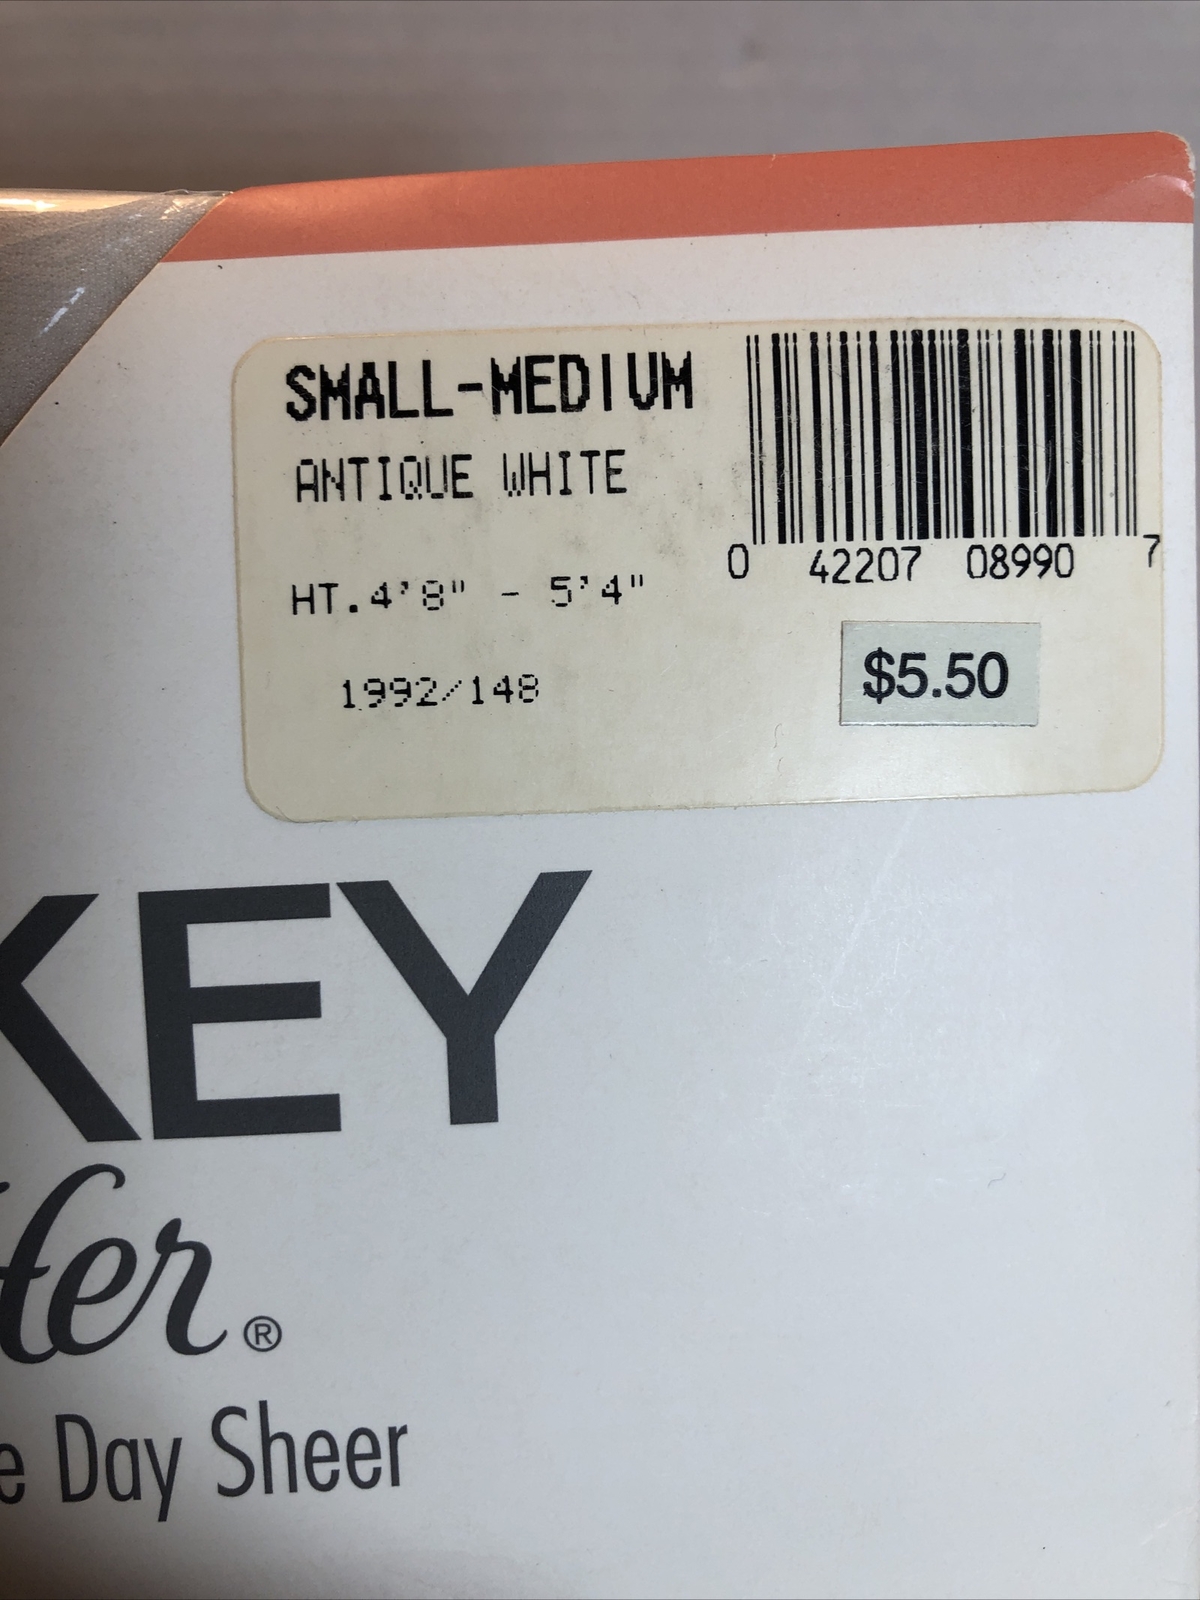 SMALL-MEDIUM
ANTIQUE WHITE
HT.4'8" - 5'4"
1992/148
0 42207 08990 7
$5.50
KEY
Her®
e Day Sheer